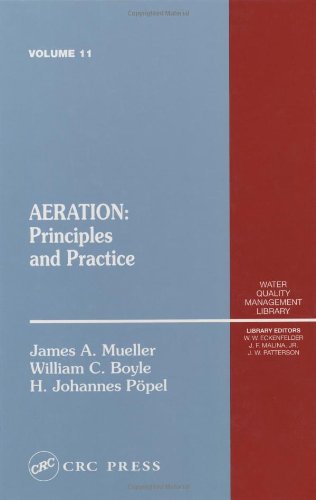 VOLUME 11
AERATION:
Principles
and Practice
WATER
QUALITY
MANAGEMENT
LIBRARY
LIBRARY EDITORS
W. W. ECKENFELDER
J. F. MALINA, JR.
J. W. PATTERSON
James A. Mueller
William C. Boyle
H. Johannes Pöpel
CRC CRC PRESS